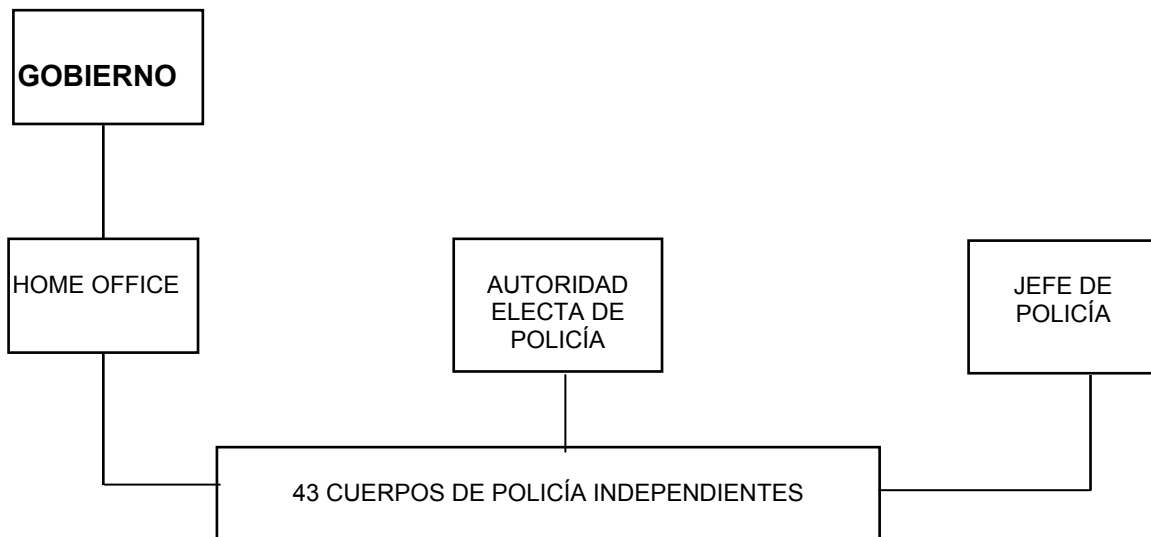 GOBIERNO
HOME OFFICE
AUTORIDAD
ELECTA DE
POLICÍA
JEFE DE
POLICÍA
43 CUERPOS DE POLICÍA INDEPENDIENTES